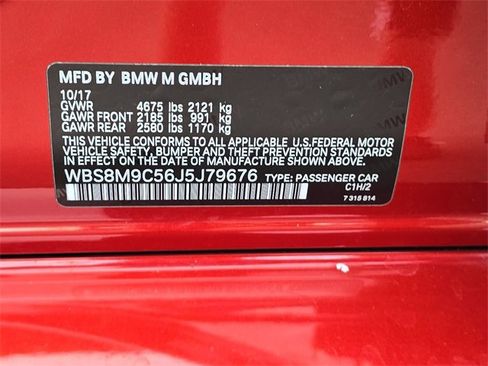 MFD BY BMW M GMBH
10/17
GVWR 4675 lbs 2121 kg
GAWR FRONT 2185 lbs 991 kg
GAWR REAR 2580 lbs 1170 kg
THIS VEHICLE CONFORMS TO ALL APPLICABLE U.S.FEDERAL MOTOR
VEHICLE SAFETY, BUMPER, AND THEFT PREVENTION STANDARDS
IN EFFECT ON THE DATE OF MANUFACTURE SHOWN ABOVE.
WBS8M9C56J5J79676 TYPE: PASSENGER CAR
C1H/2
7 315 814